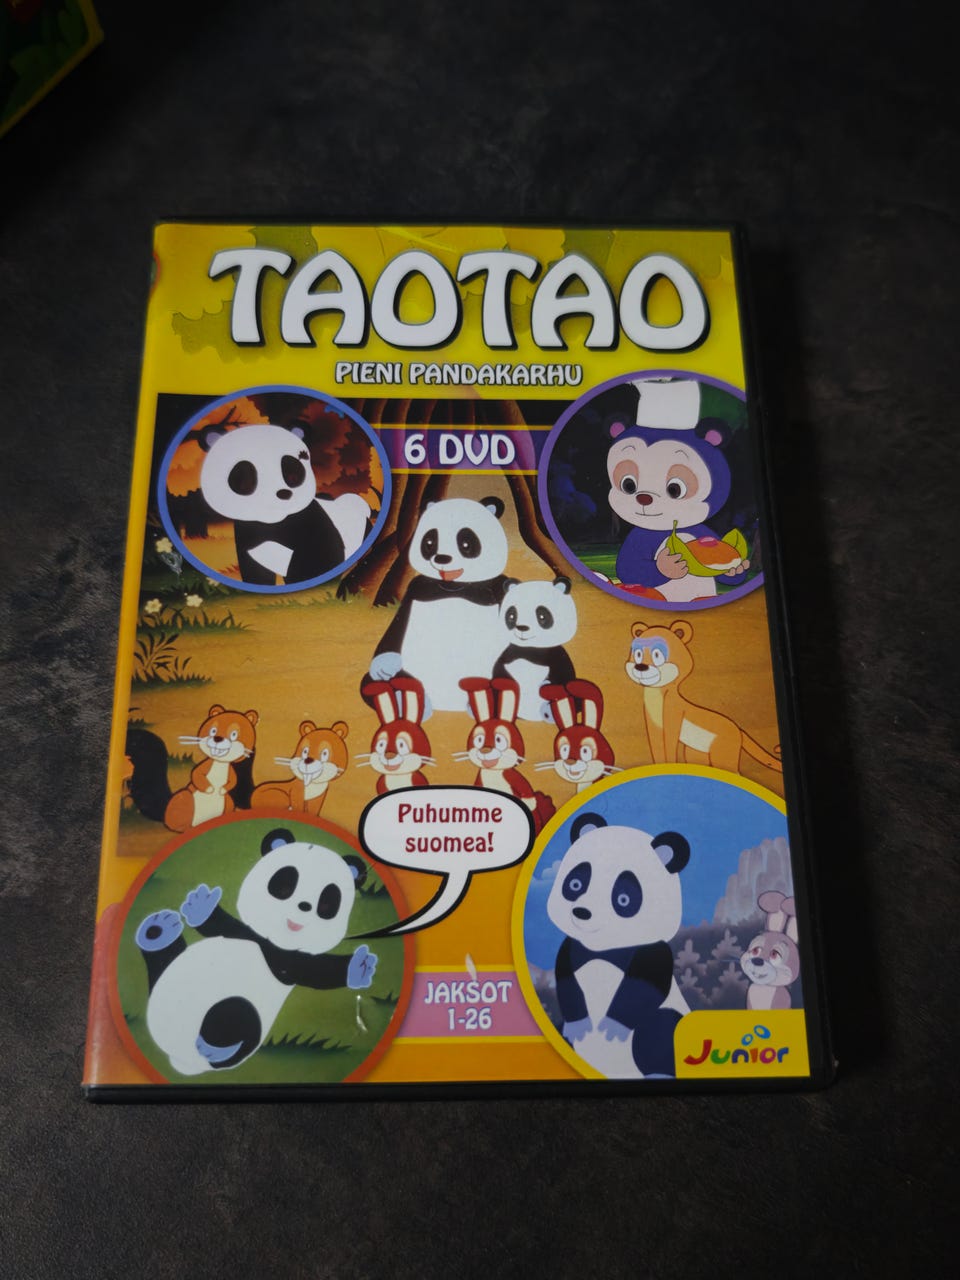 TAOTAO
PIENI PANDAKARHU
6 DVD
Puhumme
suomea!
JAKSOT
1-26
Junior